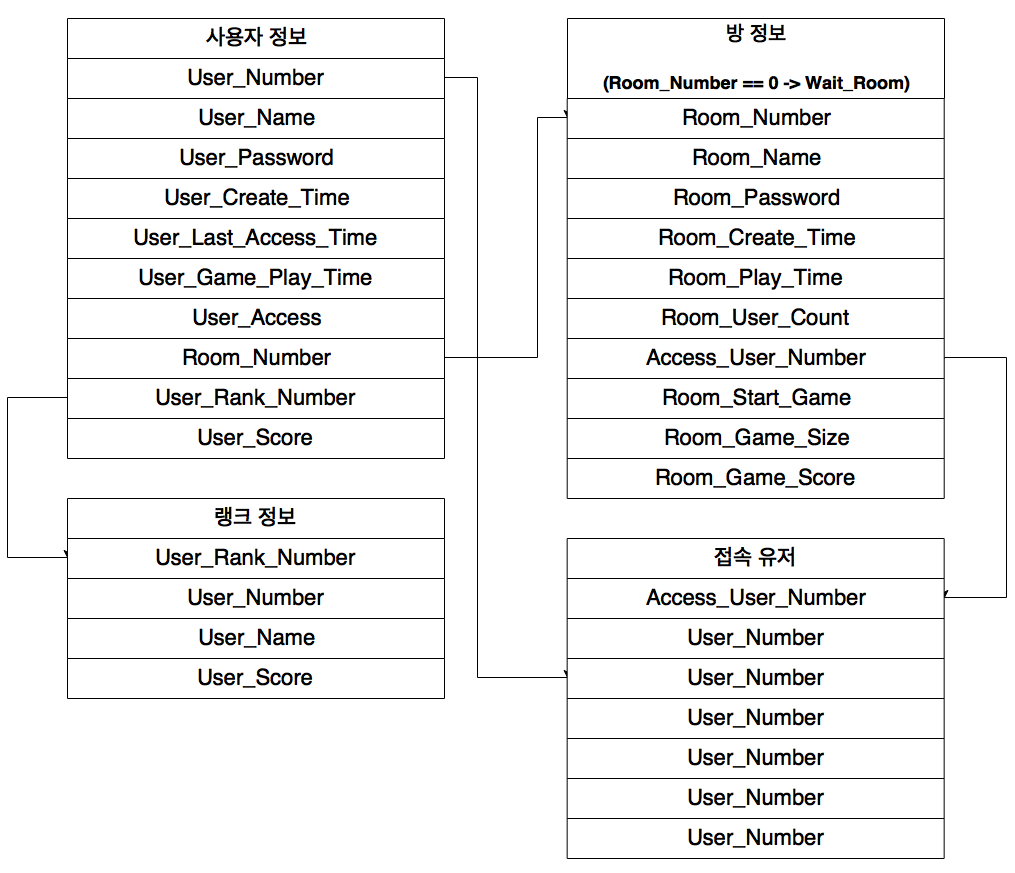 사용자 정보
User_Number
User_Name
User_Password
User_Create_Time
User_Last_Access_Time
User_Game_Play_Time
User_Access
Room_Number
User_Rank_Number
User_Score
랭크 정보
User_Rank_Number
User_Number
User_Name
User_Score
방 정보
(Room_Number == 0 -> Wait_Room)
Room_Number
Room_Name
Room_Password
Room_Create_Time
Room_Play_Time
Room_User_Count
Access_User_Number
Room_Start_Game
Room_Game_Size
Room_Game_Score
접속 유저
Access_User_Number
User_Number
User_Number
User_Number
User_Number
User_Number
User_Number